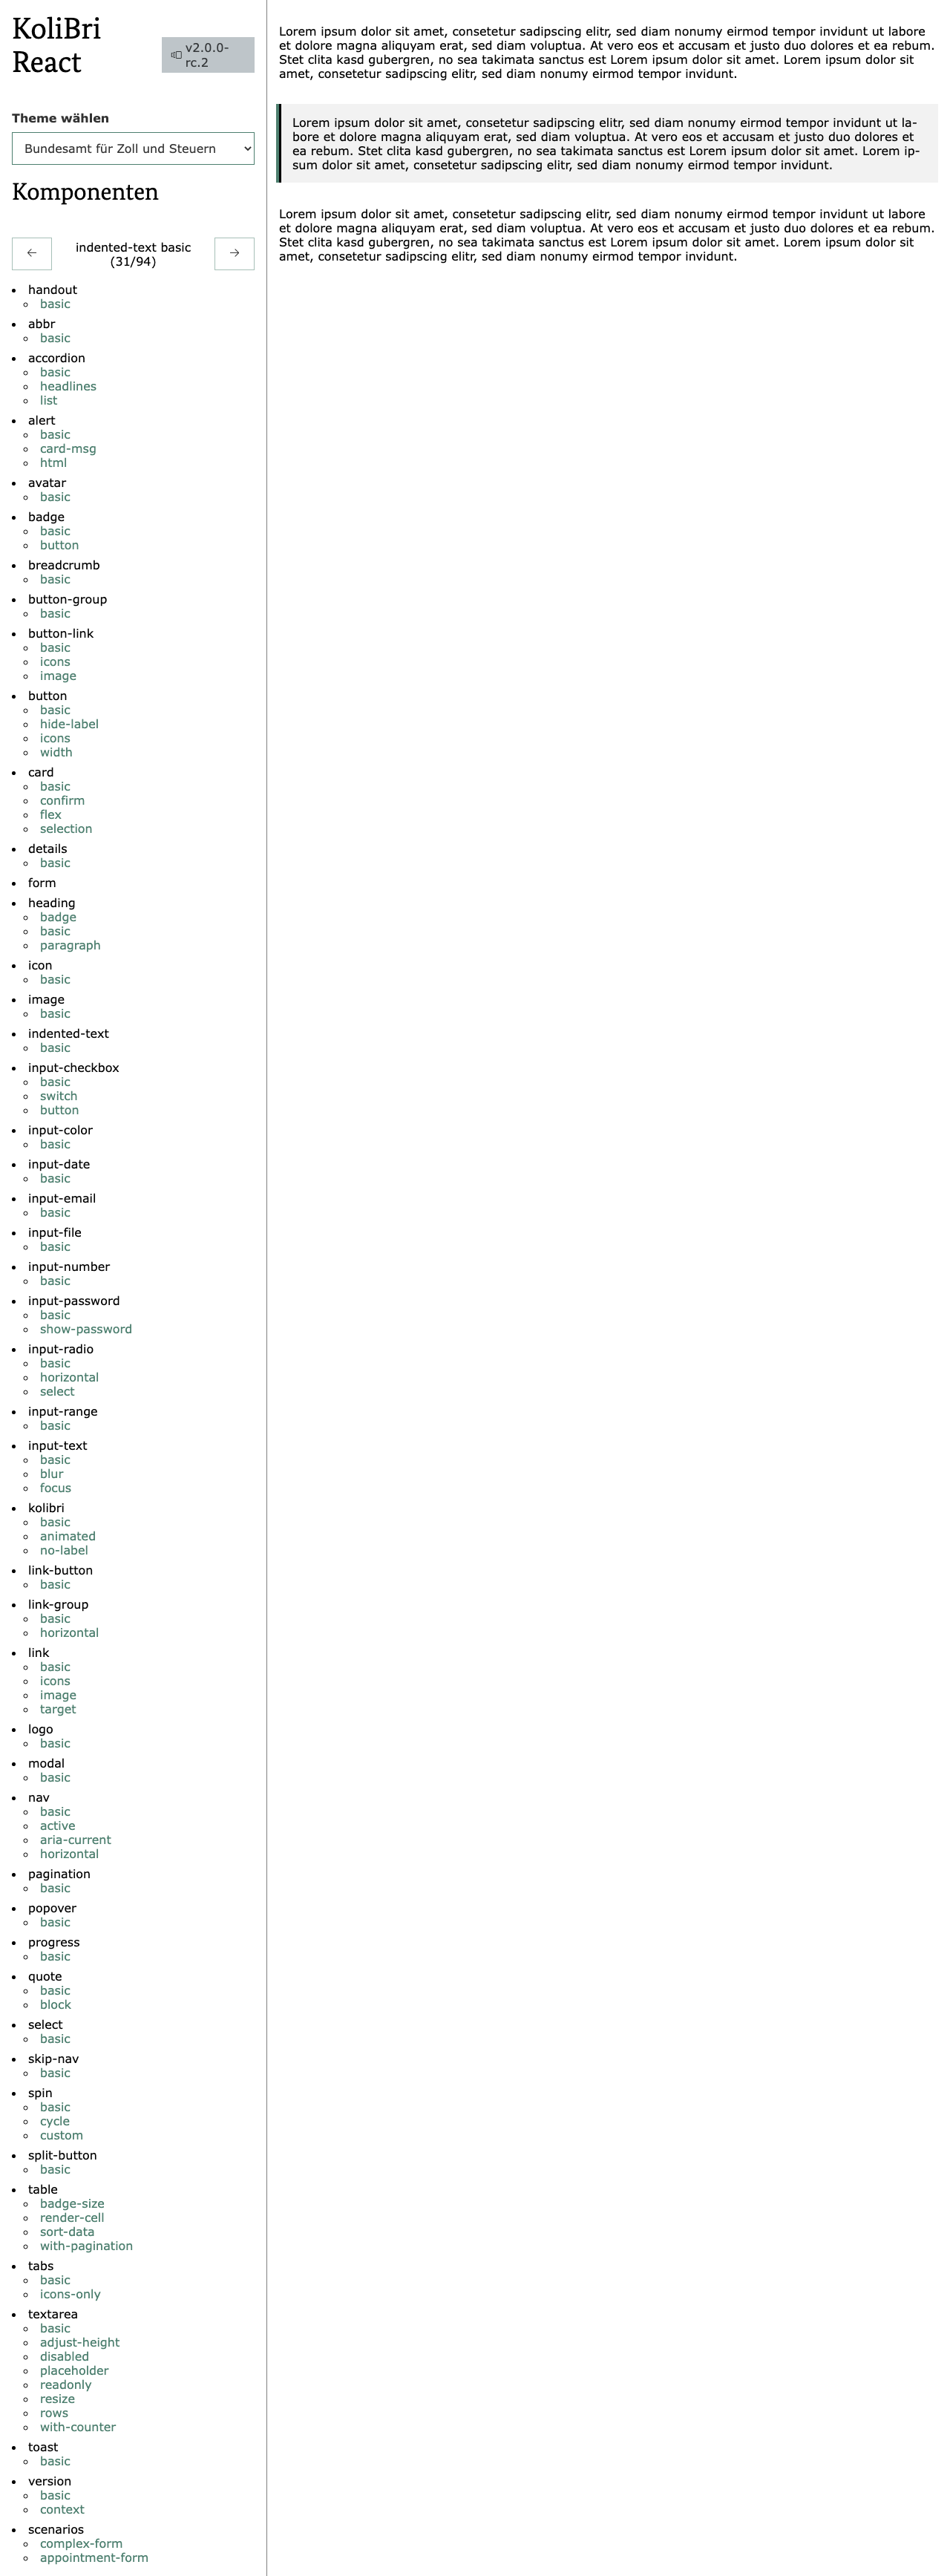 KoliBri
React
v2.0.0-
rc.2
Theme wählen
Bundesamt für Zoll und Steuern
Komponenten
←
indented-text basic
(31/94)
→
handout
basic
abbr
basic
accordion
basic
headlines
list
alert
basic
card-msg
html
avatar
basic
badge
basic
button
breadcrumb
basic
button-group
basic
button-link
basic
icons
image
button
basic
hide-label
icons
width
card
basic
confirm
flex
selection
details
basic
form
heading
badge
basic
paragraph
icon
basic
image
basic
indented-text
basic
input-checkbox
basic
switch
button
input-color
basic
input-date
basic
input-email
basic
input-file
basic
input-number
basic
input-password
basic
show-password
input-radio
basic
horizontal
select
input-range
basic
input-text
basic
blur
focus
kolibri
basic
animated
no-label
link-button
basic
link-group
basic
horizontal
link
basic
icons
image
target
logo
basic
modal
basic
nav
basic
active
aria-current
horizontal
pagination
basic
popover
basic
progress
basic
quote
basic
block
select
basic
skip-nav
basic
spin
basic
cycle
custom
split-button
basic
table
badge-size
render-cell
sort-data
with-pagination
tabs
basic
icons-only
textarea
basic
adjust-height
disabled
placeholder
readonly
resize
rows
with-counter
toast
basic
version
basic
context
scenarios
complex-form
appointment-form
Lorem ipsum dolor sit amet, consetetur sadipscing elitr, sed diam nonumy eirmod tempor invidunt ut labore
et dolore magna aliquyam erat, sed diam voluptua. At vero eos et accusam et justo duo dolores et ea rebum.
Stet clita kasd gubergren, no sea takimata sanctus est Lorem ipsum dolor sit amet. Lorem ipsum dolor sit
amet, consetetur sadipscing elitr, sed diam nonumy eirmod tempor invidunt.
Lorem ipsum dolor sit amet, consetetur sadipscing elitr, sed diam nonumy eirmod tempor invidunt ut la-
bore et dolore magna aliquyam erat, sed diam voluptua. At vero eos et accusam et justo duo dolores et
ea rebum. Stet clita kasd gubergren, no sea takimata sanctus est Lorem ipsum dolor sit amet. Lorem ip-
sum dolor sit amet, consetetur sadipscing elitr, sed diam nonumy eirmod tempor invidunt.
Lorem ipsum dolor sit amet, consetetur sadipscing elitr, sed diam nonumy eirmod tempor invidunt ut labore
et dolore magna aliquyam erat, sed diam voluptua. At vero eos et accusam et justo duo dolores et ea rebum.
Stet clita kasd gubergren, no sea takimata sanctus est Lorem ipsum dolor sit amet. Lorem ipsum dolor sit
amet, consetetur sadipscing elitr, sed diam nonumy eirmod tempor invidunt.